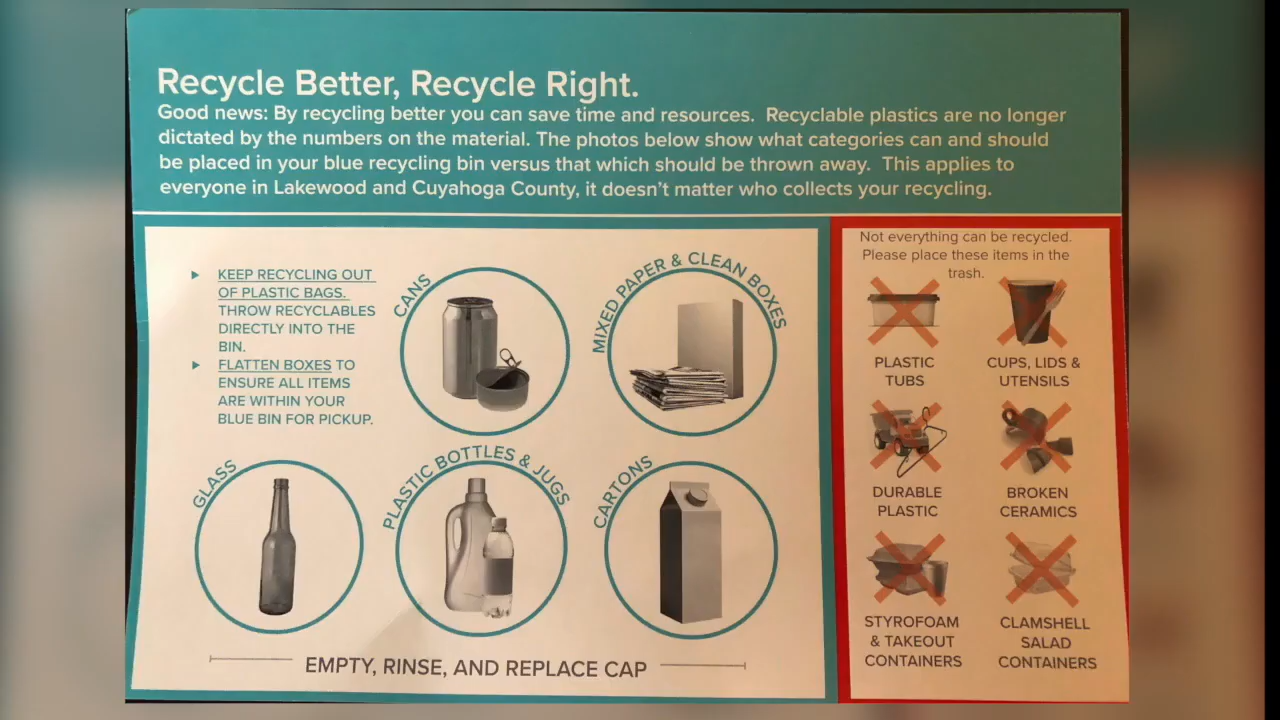 Recycle Better, Recycle Right.
Good news: By recycling better you can save time and resources.  Recyclable plastics are no longer
dictated by the numbers on the material. The photos below show what categories can and should
be placed in your blue recycling bin versus that which should be thrown away.  This applies to
everyone in Lakewood and Cuyahoga County, it doesn't matter who collects your recycling.
KEEP RECYCLING OUT
OF PLASTIC BAGS.
THROW RECYCLABLES
DIRECTLY INTO THE
BIN.
FLATTEN BOXES TO
ENSURE ALL ITEMS
ARE WITHIN YOUR
BLUE BIN FOR PICKUP.
CANS
MIXED PAPER & CLEAN BOXES
GLASS
PLASTIC BOTTLES & JUGS
CARTONS
EMPTY, RINSE, AND REPLACE CAP
Not everything can be recycled.
Please place these items in the
trash.
PLASTIC
TUBS
CUPS, LIDS &
UTENSILS
DURABLE
PLASTIC
BROKEN
CERAMICS
STYROFOAM
& TAKEOUT
CONTAINERS
CLAMSHELL
SALAD
CONTAINERS